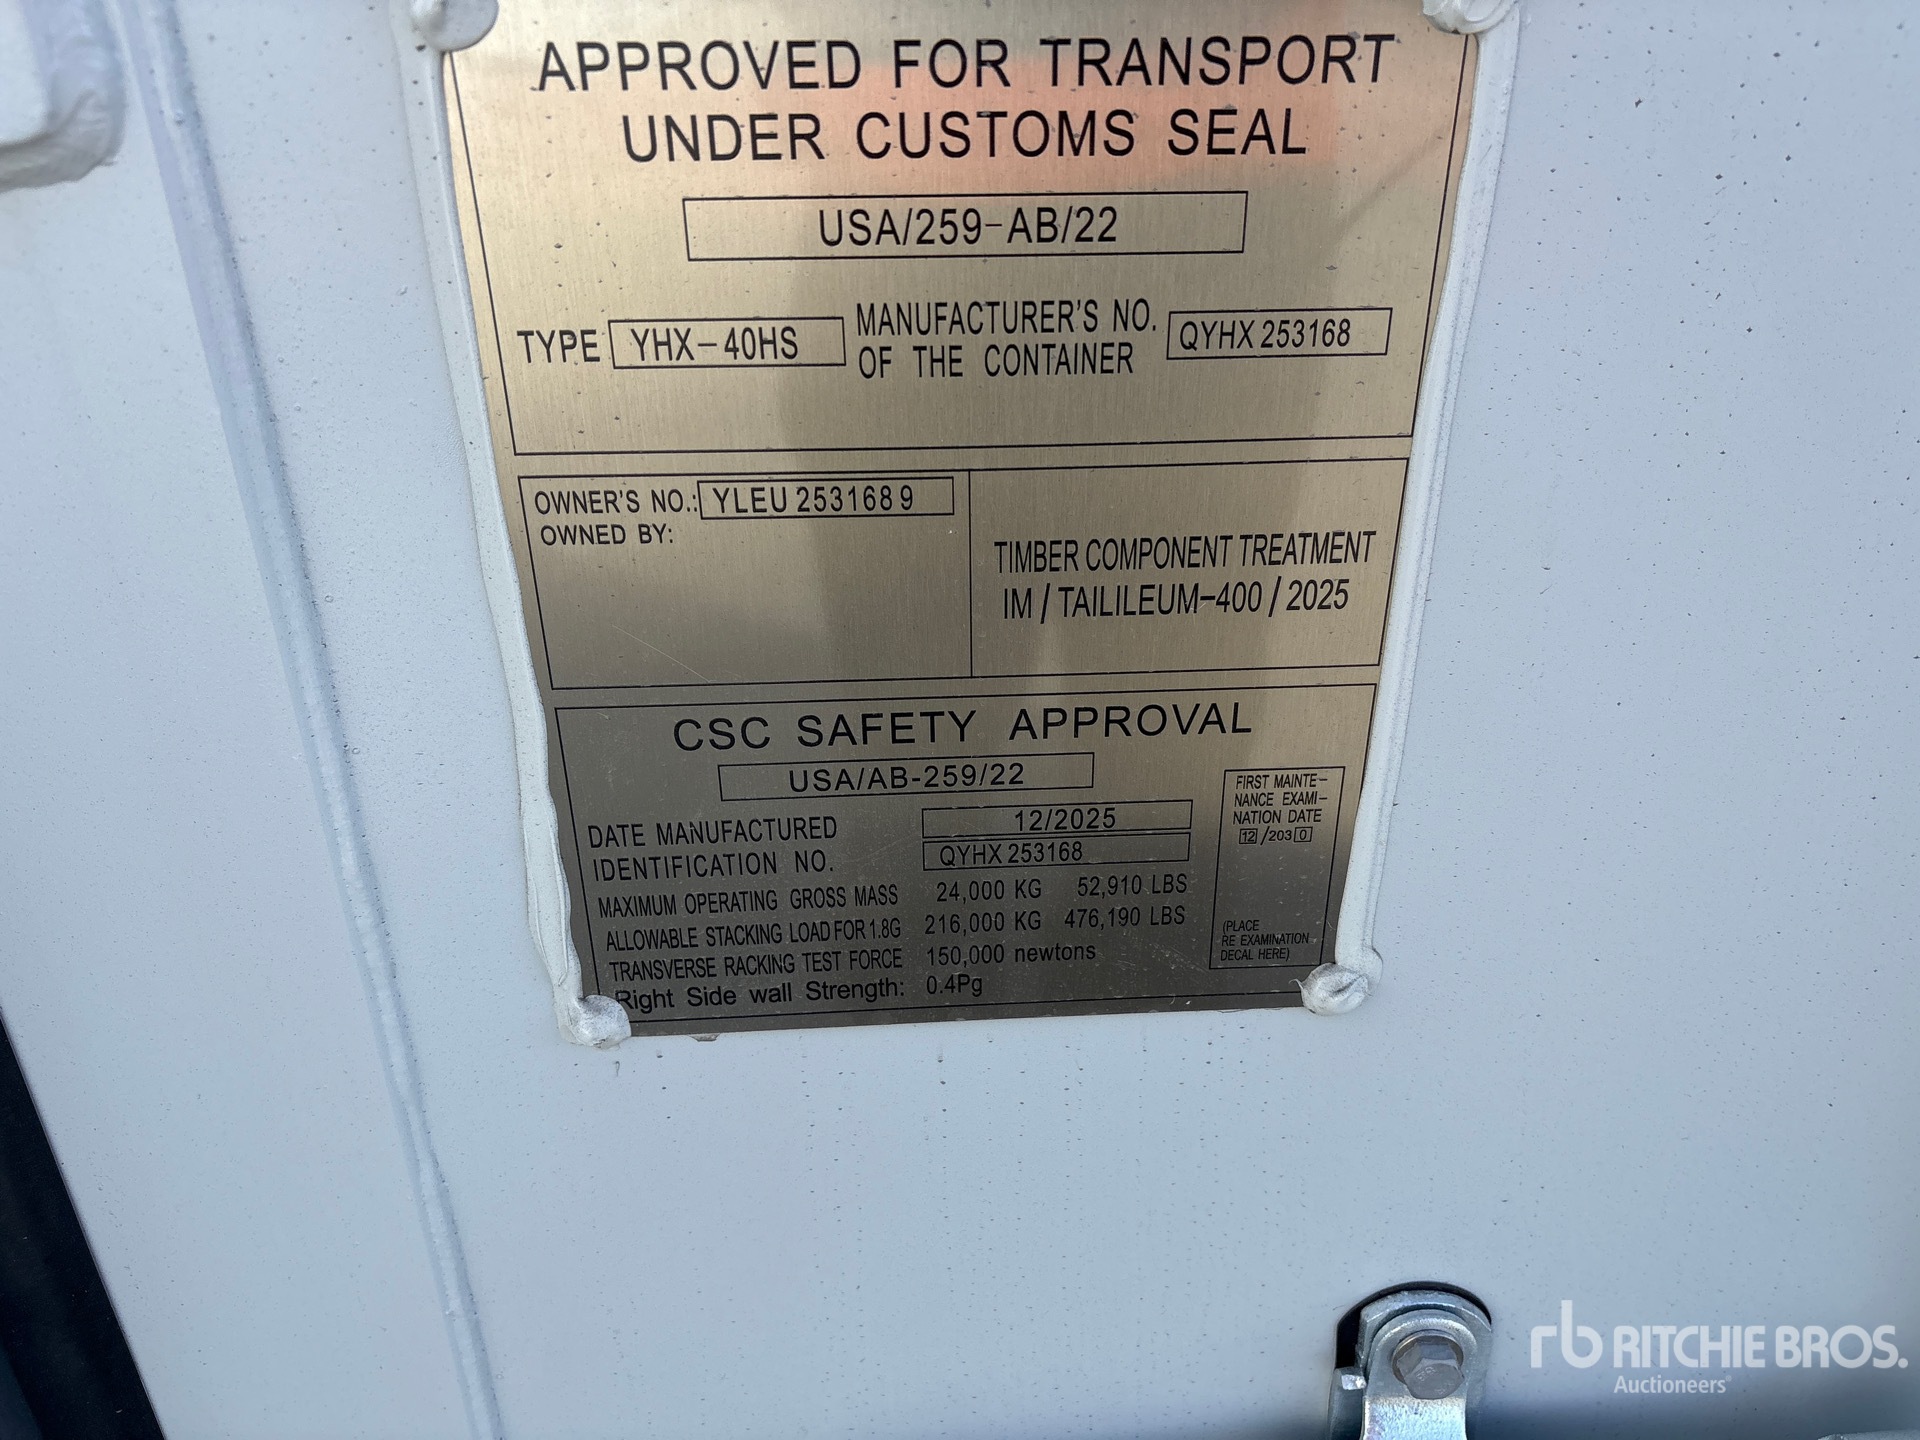 APPROVED FOR TRANSPORT
UNDER CUSTOMS SEAL
USA/259-AB/22
TYPE YHX-40HS MANUFACTURER'S NO. OF THE CONTAINER QYHX 253168
OWNER'S NO.: YLEU 253168 9
OWNED BY:
TIMBER COMPONENT TREATMENT
IM / TAILILEUM-400 / 2025
CSC SAFETY APPROVAL
USA/AB-259/22
DATE MANUFACTURED 12/2025
IDENTIFICATION NO. QYHX 253168
MAXIMUM OPERATING GROSS MASS 24,000 KG 52,910 LBS
ALLOWABLE STACKING LOAD FOR 1.8G 216,000 KG 476,190 LBS
TRANSVERSE RACKING TEST FORCE 150,000 newtons
Right Side wall Strength: 0.4Pg
FIRST MAINTE-
NANCE EXAMI-
NATION DATE
12/2030
(PLACE
RE EXAMINATION
DECAL HERE)
rb RITCHIE BROS.
Auctioneers